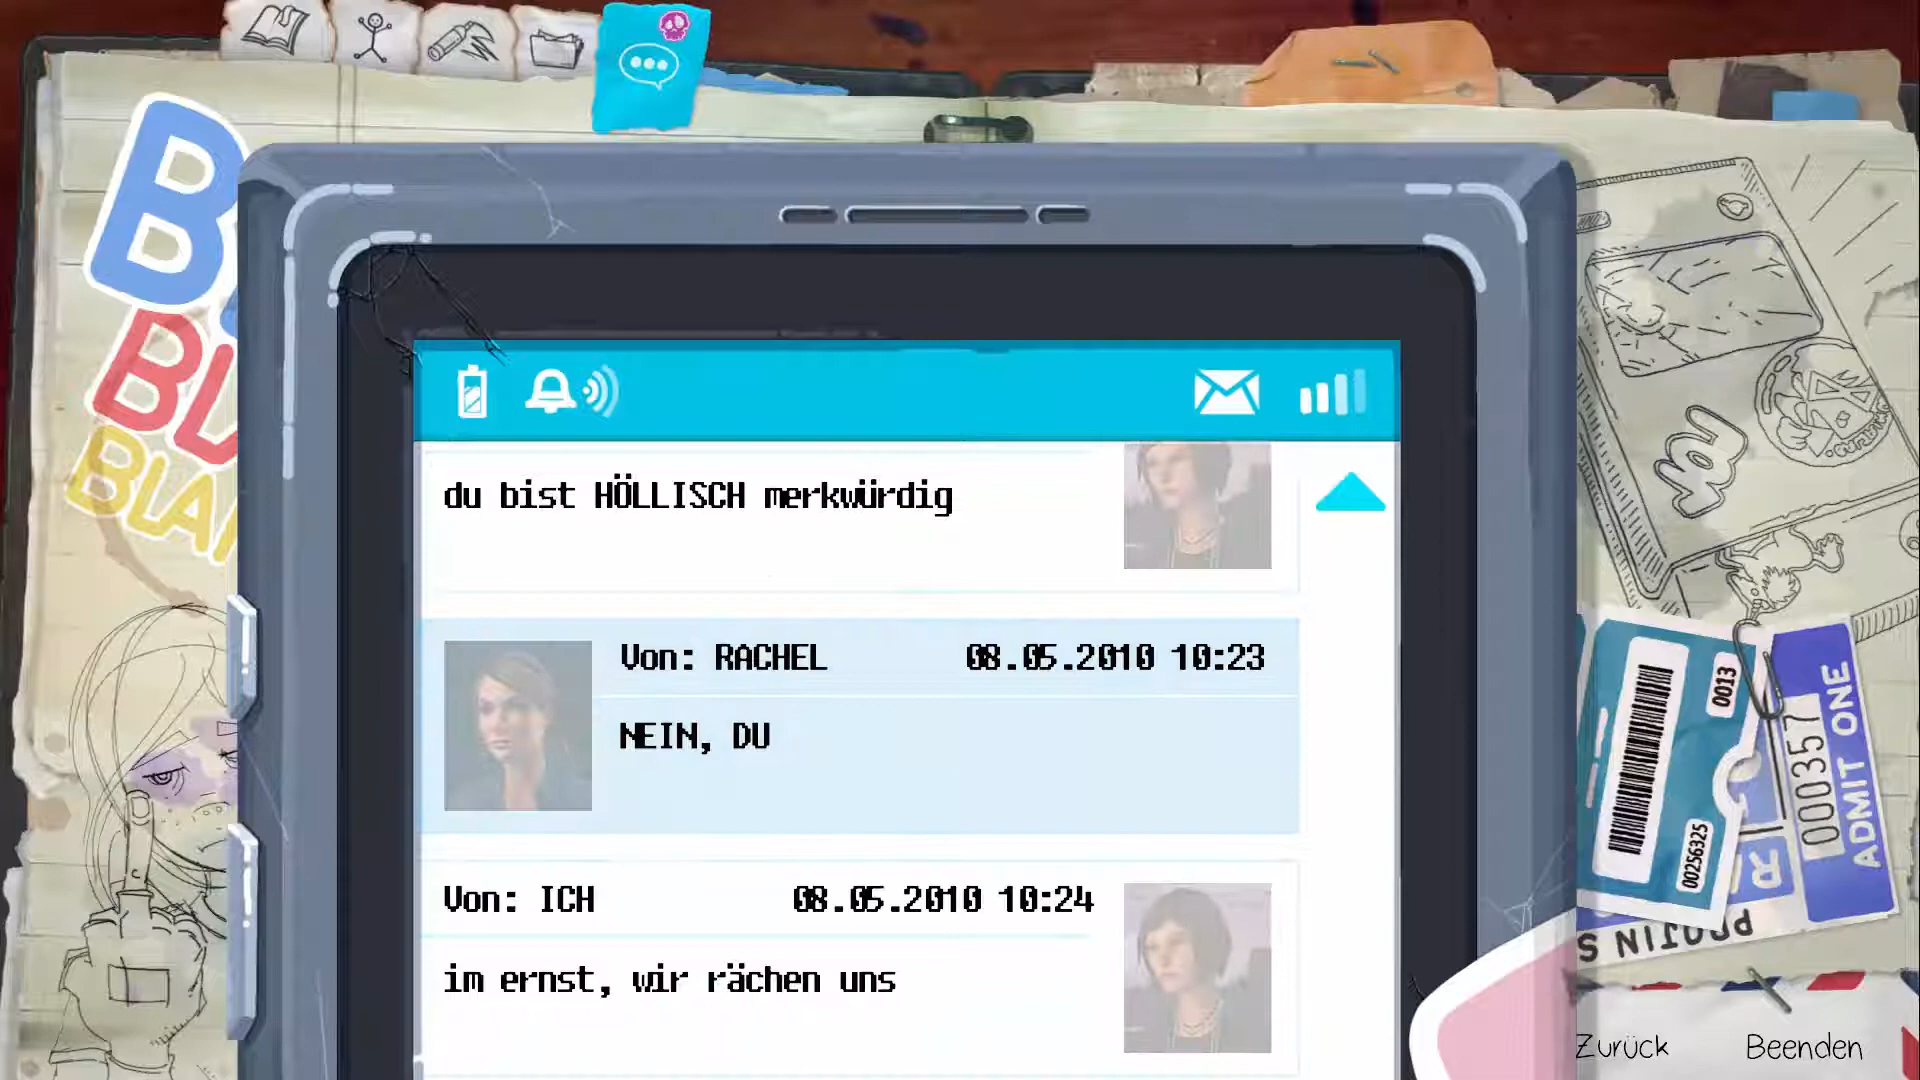 du bist HÖLLISCH merkwürdig
Von: RACHEL 08.05.2010 10:23
NEIN, DU
Von: ICH 08.05.2010 10:24
im ernst, wir rächen uns
0013
00256325
000357
ADMIT ONE
Zurück Beenden